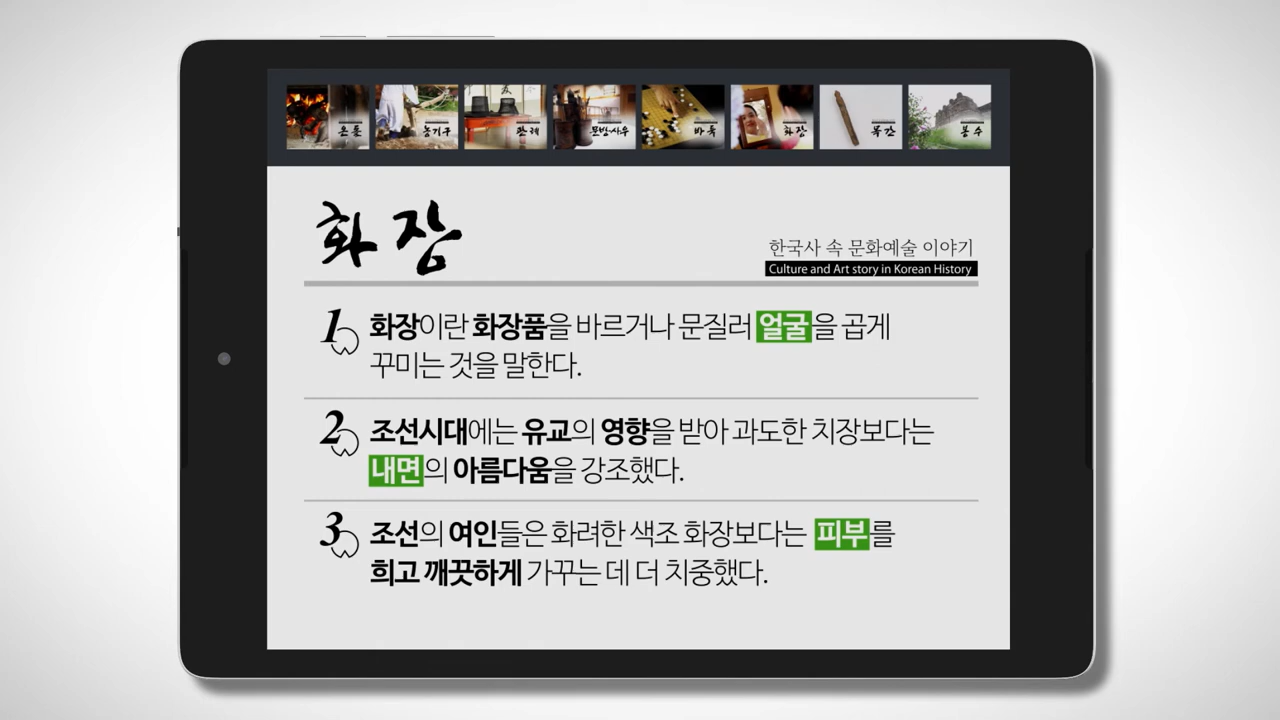 온돌
농기구
관례
문방사우
바둑
화장
목간
봉수
화장
한국사 속 문화예술 이야기
Culture and Art story in Korean History
1 화장이란 화장품을 바르거나 문질러 얼굴을 곱게
꾸미는 것을 말한다.
2 조선시대에는 유교의 영향을 받아 과도한 치장보다는
내면의 아름다움을 강조했다.
3 조선의 여인들은 화려한 색조 화장보다는 피부를
희고 깨끗하게 가꾸는 데 더 치중했다.